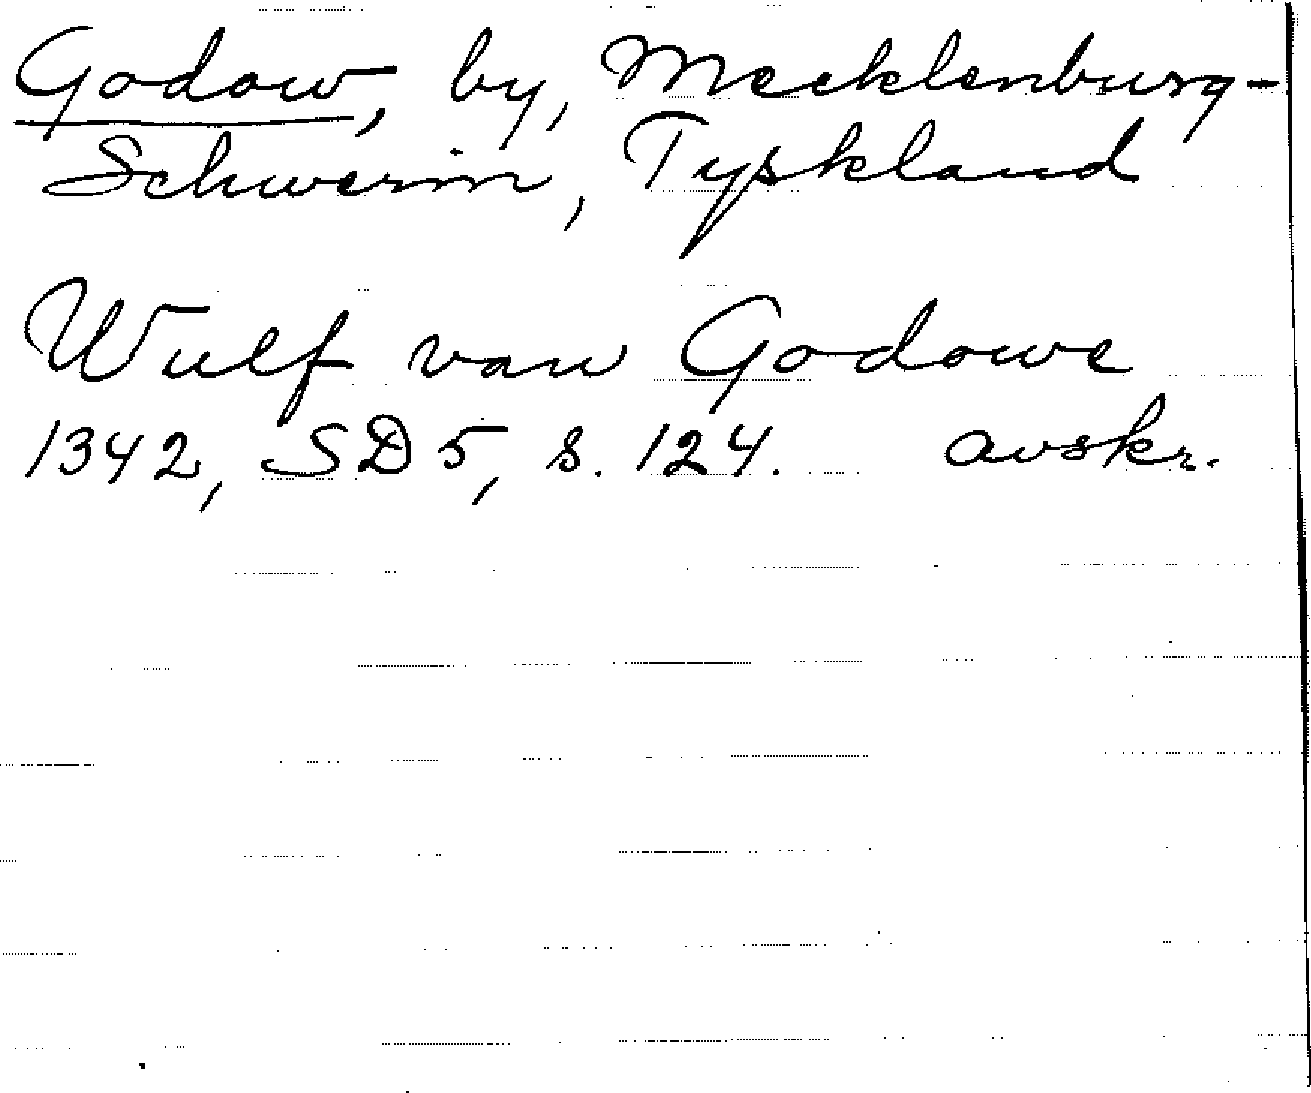 Godow, by, Mecklenburg-
Schwerin, Tyskland
Wulf van Godowe
1342, SD 5, s. 124. avskr.